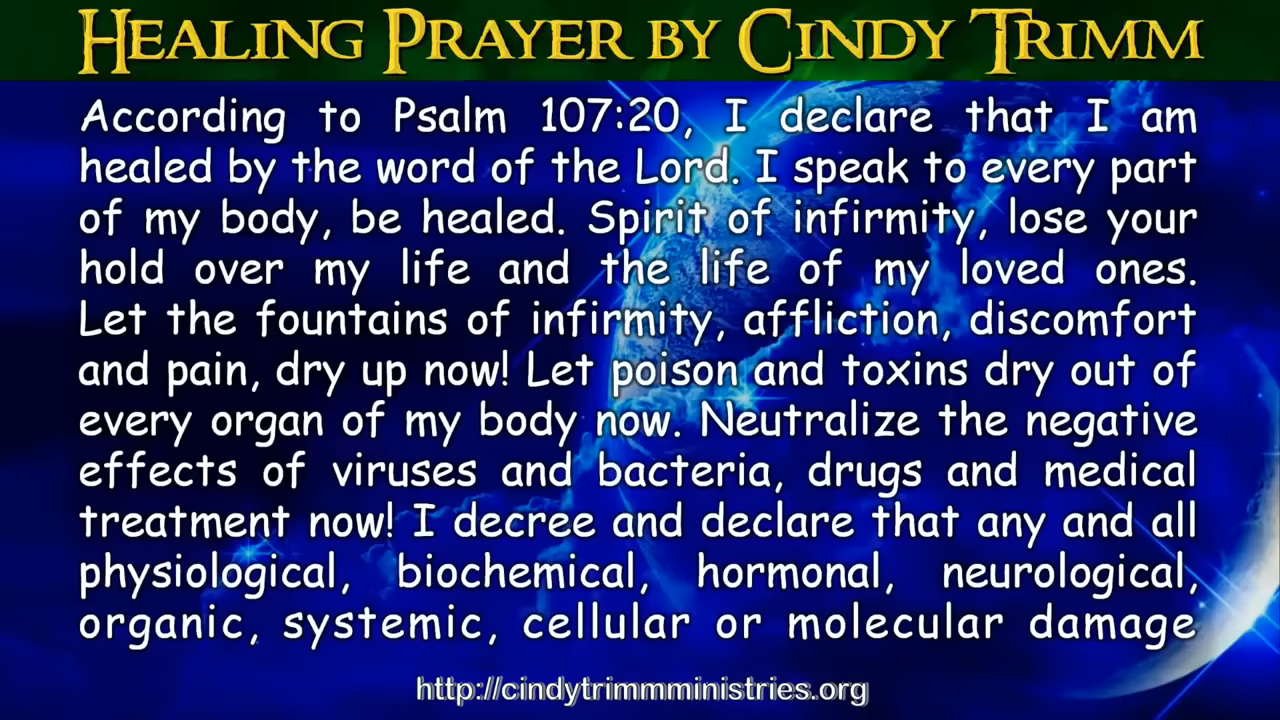 HEALING PRAYER BY CINDY TRIMM
According to Psalm 107:20, I declare that I am
healed by the word of the Lord. I speak to every part
of my body, be healed. Spirit of infirmity, lose your
hold over my life and the life of my loved ones.
Let the fountains of infirmity, affliction, discomfort
and pain, dry up now! Let poison and toxins dry out of
every organ of my body now. Neutralize the negative
effects of viruses and bacteria, drugs and medical
treatment now! I decree and declare that any and all
physiological, biochemical, hormonal, neurological,
organic, systemic, cellular or molecular damage
http://cindytrimmministries.org